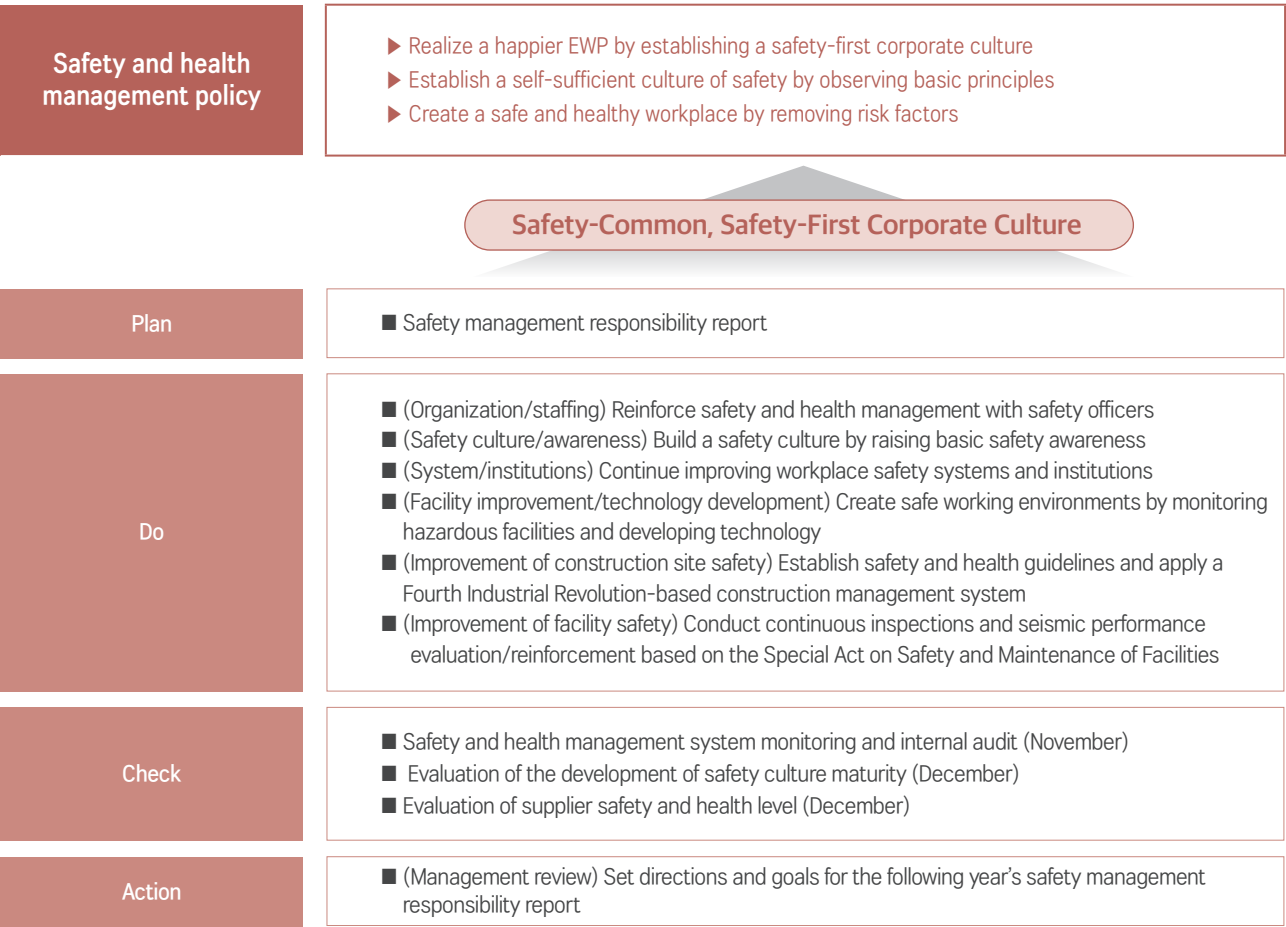 Safety and health
management policy
▶ Realize a happier EWP by establishing a safety-first corporate culture
▶ Establish a self-sufficient culture of safety by observing basic principles
▶ Create a safe and healthy workplace by removing risk factors
Safety-Common, Safety-First Corporate Culture
Plan
■ Safety management responsibility report
Do
■ (Organization/staffing) Reinforce safety and health management with safety officers
■ (Safety culture/awareness) Build a safety culture by raising basic safety awareness
■ (System/institutions) Continue improving workplace safety systems and institutions
■ (Facility improvement/technology development) Create safe working environments by monitoring
hazardous facilities and developing technology
■ (Improvement of construction site safety) Establish safety and health guidelines and apply a
Fourth Industrial Revolution-based construction management system
■ (Improvement of facility safety) Conduct continuous inspections and seismic performance
evaluation/reinforcement based on the Special Act on Safety and Maintenance of Facilities
Check
■ Safety and health management system monitoring and internal audit (November)
■ Evaluation of the development of safety culture maturity (December)
■ Evaluation of supplier safety and health level (December)
Action
■ (Management review) Set directions and goals for the following year's safety management
responsibility report